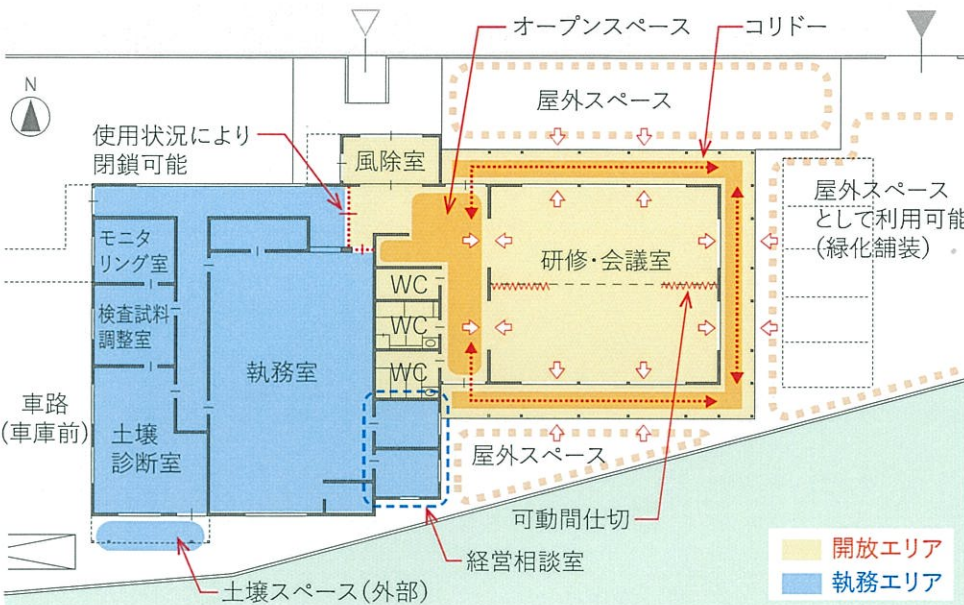 オープンスペース
コリドー
N
屋外スペース
使用状況により
閉鎖可能
風除室
屋外スペース
として利用可能
(緑化舗装)
モニタ
リング室
研修・会議室
WC
検査試料
調整室
WC
執務室
WC
車路
(車庫前)
土壌
診断室
屋外スペース
可動間仕切
経営相談室
土壌スペース(外部)
開放エリア
執務エリア